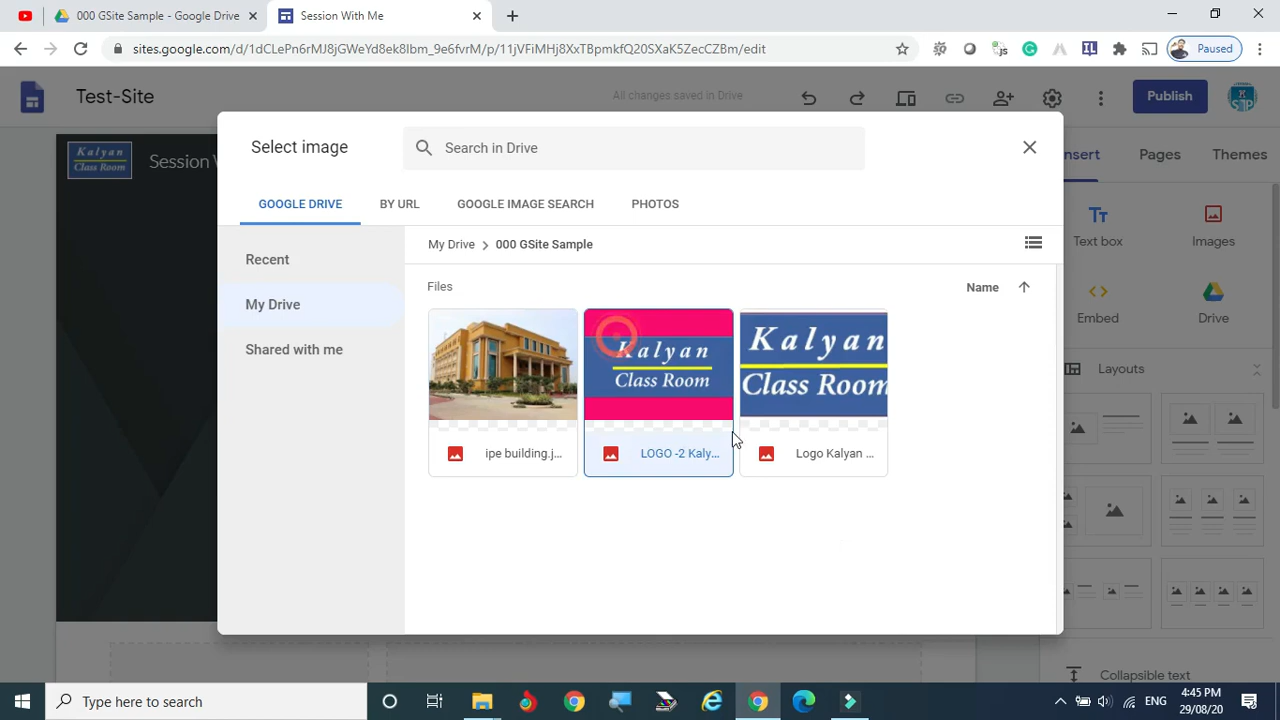 000 GSite Sample - Google Drive
Session With Me
sites.google.com/d/1dCLePn6rMJ8jGWeYd8ek8Ibm_9e6fvrM/p/11jVFiMHj8XxTBpmkfQ20SXaK5ZecCZBm/edit
Paused
Test-Site
All changes saved in Drive
Publish
Kalyan
Class Room
Session W
Select image
Search in Drive
Insert
Pages
Themes
GOOGLE DRIVE
BY URL
GOOGLE IMAGE SEARCH
PHOTOS
Text box
Images
Embed
Drive
Layouts
Collapsible text
Recent
My Drive
Shared with me
My Drive > 000 GSite Sample
Files
Name
Kalyan
Class Room
Kalyan
Class Room
ipe building.j...
LOGO -2 Kaly...
Logo Kalyan ...
Type here to search
ENG
4:45 PM
29/08/20